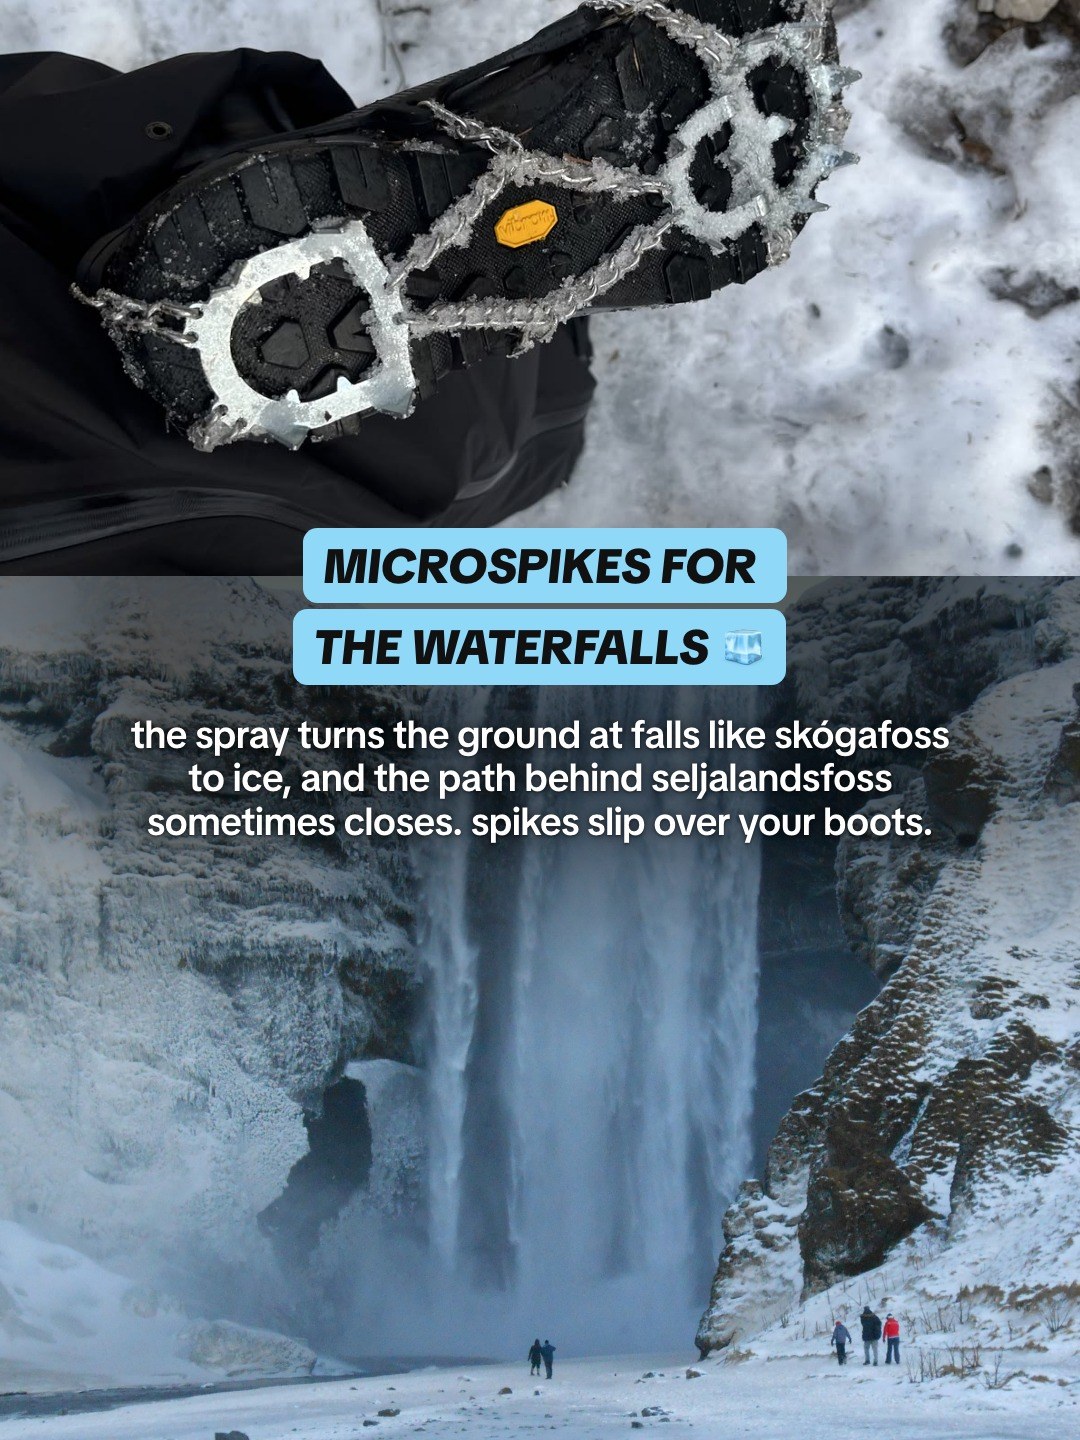 MICROSPIKES FOR
THE WATERFALLS 🧊
the spray turns the ground at falls like skógafoss
to ice, and the path behind seljalandsfoss
sometimes closes. spikes slip over your boots.